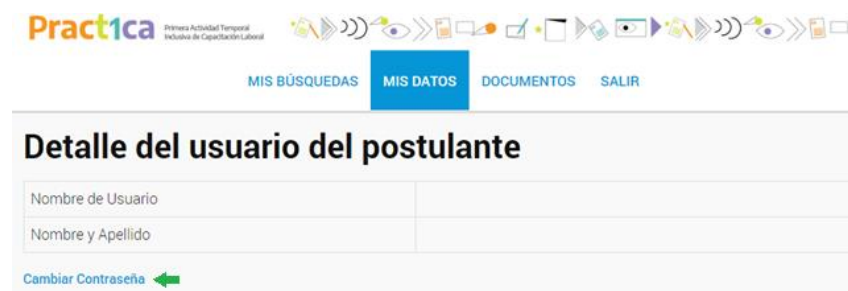 Pract1ca Primera Actividad Temporal
Inclusiva de Capacitación Laboral
MIS BÚSQUEDAS MIS DATOS DOCUMENTOS SALIR
Detalle del usuario del postulante
Nombre de Usuario
Nombre y Apellido
Cambiar Contraseña